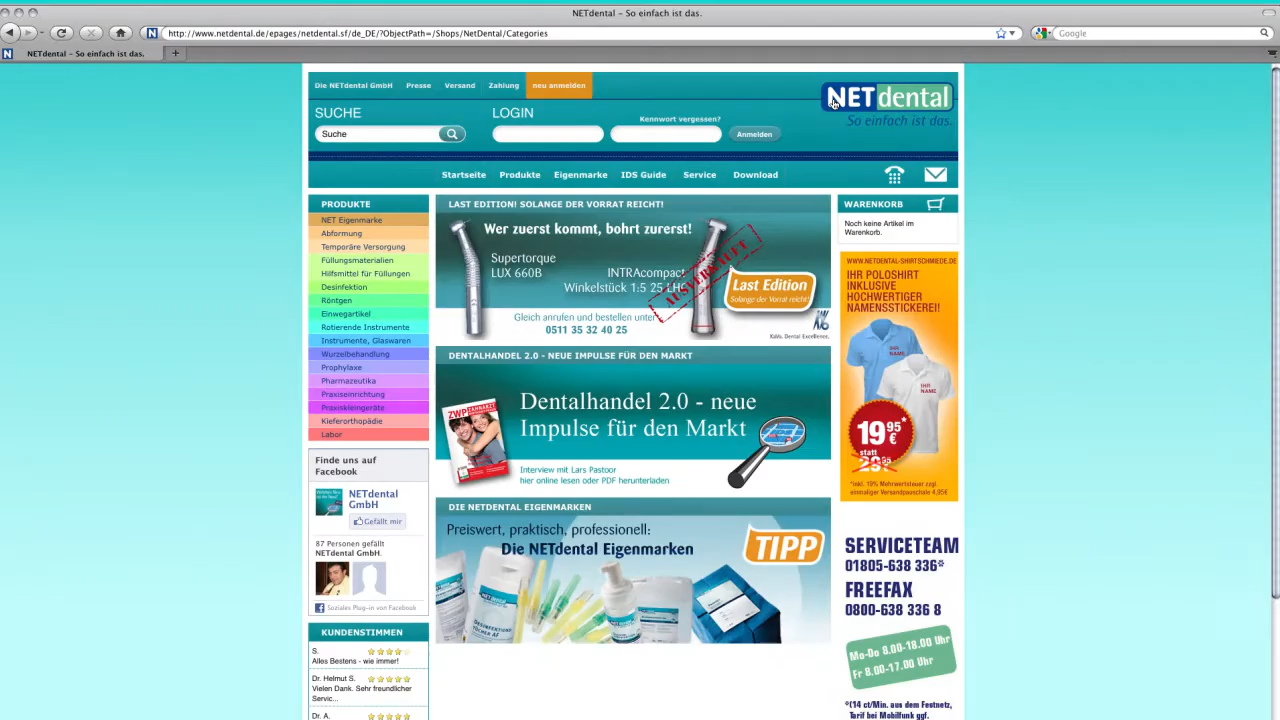 NETdental – So einfach ist das.
http://www.netdental.de/epages/netdental.sf/de_DE/?ObjectPath=/Shops/NetDental/Categories
Google
NETdental – So einfach ist das.
Die NETdental GmbH
Presse
Versand
Zahlung
neu anmelden
SUCHE
LOGIN
Kennwort vergessen?
Suche
Anmelden
NETdental
So einfach ist das.
Startseite
Produkte
Eigenmarke
IDS Guide
Service
Download
PRODUKTE
NET Eigenmarke
Abformung
Temporäre Versorgung
Füllungsmaterialien
Hilfsmittel für Füllungen
Desinfektion
Röntgen
Einwegartikel
Rotierende Instrumente
Instrumente, Glaswaren
Wurzelbehandlung
Prophylaxe
Pharmazeutika
Praxiseinrichtung
Praxiskleingeräte
Kieferorthopädie
Labor
Finde uns auf
Facebook
NETdental
GmbH
Gefällt mir
87 Personen gefällt
NETdental GmbH.
Soziales Plug-in von Facebook
KUNDENSTIMMEN
S.
Alles Bestens - wie immer!
Dr. Helmut S.
Vielen Dank. Sehr freundlicher
Servic...
Dr. A.
LAST EDITION! SOLANGE DER VORRAT REICHT!
Wer zuerst kommt, bohrt zurerst!
Supertorque
LUX 660B
INTRAcompact
Winkelstück 1:5 25 LHC
AUSVERKAUFT
Last Edition
Solange der Vorrat reicht!
Gleich anrufen und bestellen unter
0511 35 32 40 25
KaVo. Dental Excellence.
DENTALHANDEL 2.0 - NEUE IMPULSE FÜR DEN MARKT
Dentalhandel 2.0 - neue
Impulse für den Markt
ZWP
Interview mit Lars Pastoor
hier online lesen oder PDF herunterladen
DIE NETDENTAL EIGENMARKEN
Preiswert, praktisch, professionell:
Die NETdental Eigenmarken
TIPP
WARENKORB
Noch keine Artikel im
Warenkorb.
WWW.NETDENTAL-SHIRTSCHMIEDE.DE
IHR POLOSHIRT
INKLUSIVE
HOCHWERTIGER
NAMENSSTICKEREI!
IHR
NAME
IHR
NAME
19 95 * €
statt
29 95
*inkl. 19% Mehrwertsteuer zzgl.
einmaliger Versandpauschale 4,95€
SERVICETEAM
01805-638 336*
FREEFAX
0800-638 336 8
Mo-Do 8.00-18.00 Uhr
Fr 8.00-17.00 Uhr
*(14 ct/Min. aus dem Festnetz,
Tarif bei Mobilfunk ggf.